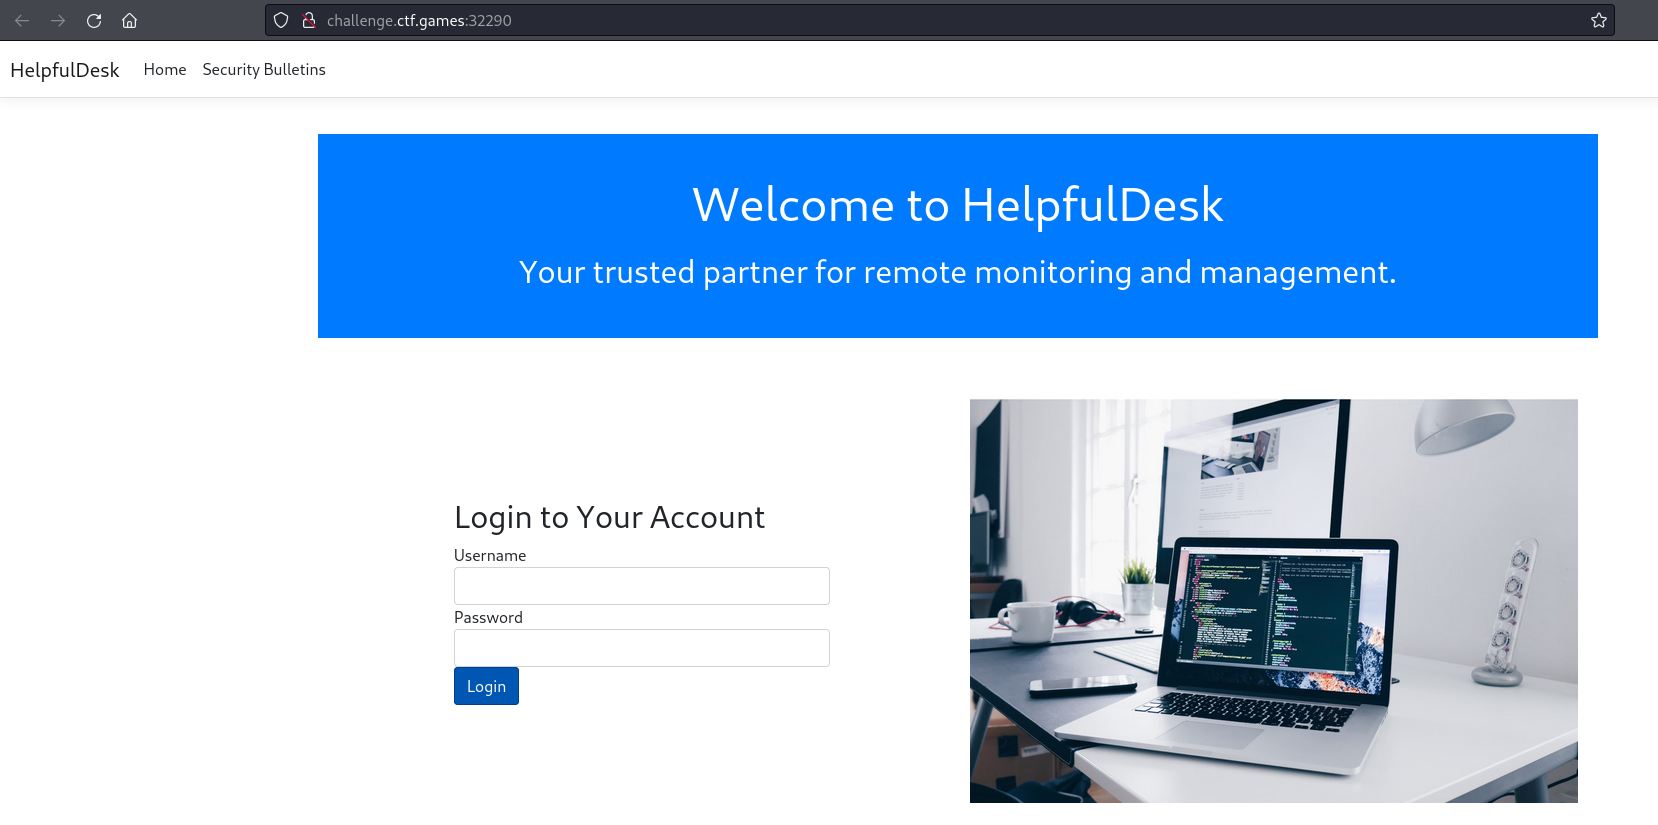 challenge.ctf.games:32290
HelpfulDesk Home Security Bulletins
Welcome to HelpfulDesk
Your trusted partner for remote monitoring and management.
Login to Your Account
Username
Password
Login